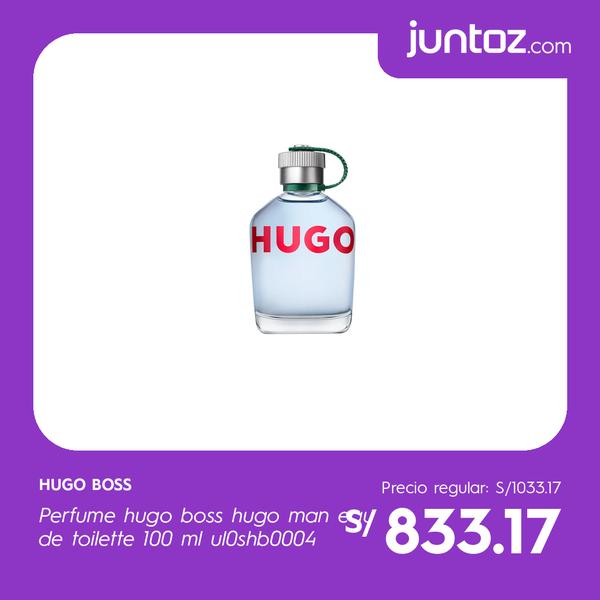 juntoz.com
HUGO
HUGO BOSS
Perfume hugo boss hugo man
de toilette 100 ml ul0shb0004
Precio regular: S/1033.17
S/ 833.17